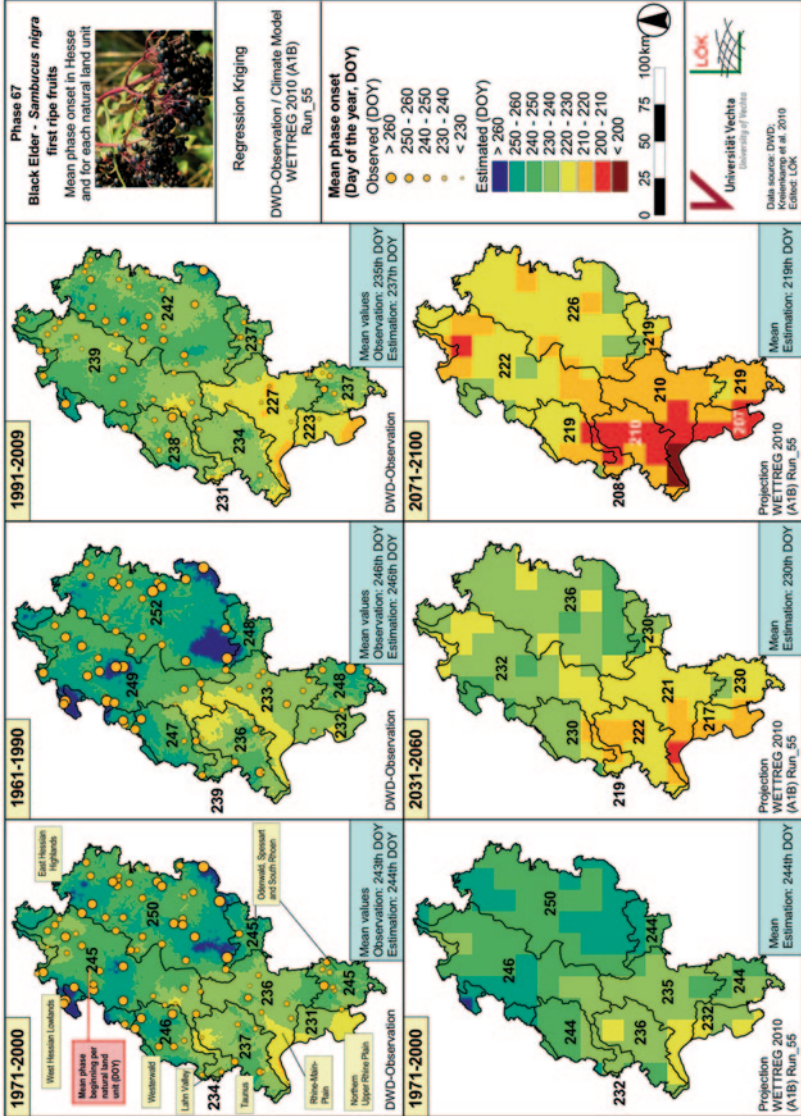 1971-2000
East Hessian
Highlands
West Hessian Lowlands
Mean phase
beginning per
natural land
unit (DOY)
Westerwald
Lahn Valley
Taunus
Rhine-Main-
Plain
Northern
Upper Rhine Plain
Odenwald, Spessart
and South Rhoen
245
250
246
234
237
236
245
231
245
DWD-Observation
Mean values
Observation: 243th DOY
Estimation: 244th DOY
1961-1990
249
252
247
239
236
233
248
232
248
DWD-Observation
Mean values
Observation: 246th DOY
Estimation: 246th DOY
1991-2009
239
242
238
231
234
227
237
223
237
DWD-Observation
Mean values
Observation: 235th DOY
Estimation: 237th DOY
Phase 67
Black Elder - Sambucus nigra
first ripe fruits
Mean phase onset in Hesse
and for each natural land unit
Regression Kriging
DWD-Observation / Climate Model
WETTREG 2010 (A1B)
Run_55
Mean phase onset
(Day of the year, DOY)
Observed (DOY)
> 260
250 - 260
240 - 250
230 - 240
< 230
Estimated (DOY)
> 260
250 - 260
240 - 250
230 - 240
220 - 230
210 - 220
200 - 210
< 200
0 25 50 75 100 km
Universität Vechta
University of Vechta
LÖK
Data source: DWD;
Kreienkamp et al. 2010
Edited: LÖK
1971-2000
246
250
244
232
236
235
244
232
244
Projection
WETTREG 2010
(A1B) Run_55
Mean
Estimation: 244th DOY
2031-2060
232
236
230
219
222
221
230
217
230
Projection
WETTREG 2010
(A1B) Run_55
Mean
Estimation: 230th DOY
2071-2100
222
226
219
208
210
210
219
207
219
Projection
WETTREG 2010
(A1B) Run_55
Mean
Estimation: 219th DOY